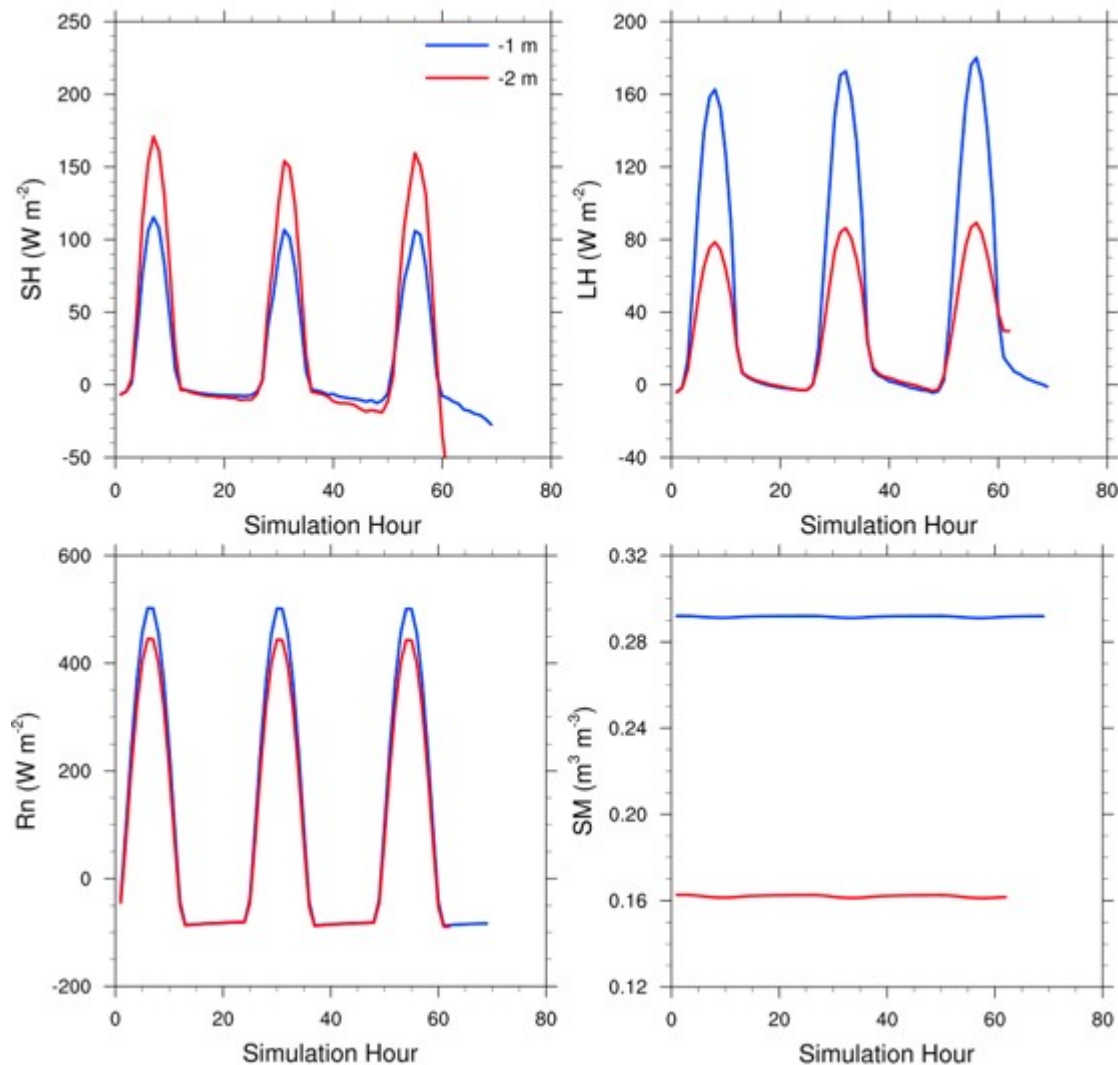 250
200
150
100
50
0
-50
SH (W m-2)
-1 m
-2 m
0 20 40 60 80
Simulation Hour
200
160
120
80
40
0
-40
LH (W m-2)
0 20 40 60 80
Simulation Hour
600
400
200
0
-200
Rn (W m-2)
0 20 40 60 80
Simulation Hour
0.32
0.28
0.24
0.20
0.16
0.12
SM (m3 m-3)
0 20 40 60 80
Simulation Hour